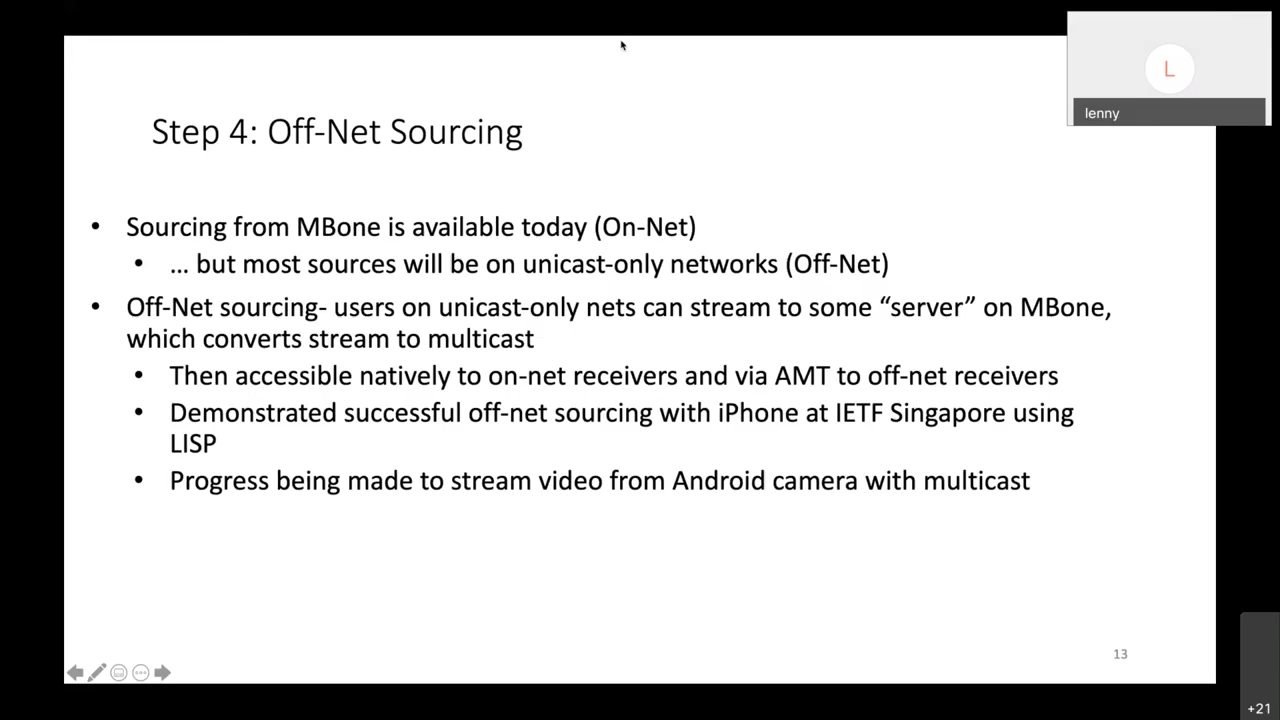 L
lenny
Step 4: Off-Net Sourcing
• Sourcing from MBone is available today (On-Net)
• … but most sources will be on unicast-only networks (Off-Net)
• Off-Net sourcing- users on unicast-only nets can stream to some “server” on MBone,
which converts stream to multicast
• Then accessible natively to on-net receivers and via AMT to off-net receivers
• Demonstrated successful off-net sourcing with iPhone at IETF Singapore using
LISP
• Progress being made to stream video from Android camera with multicast
13
+21